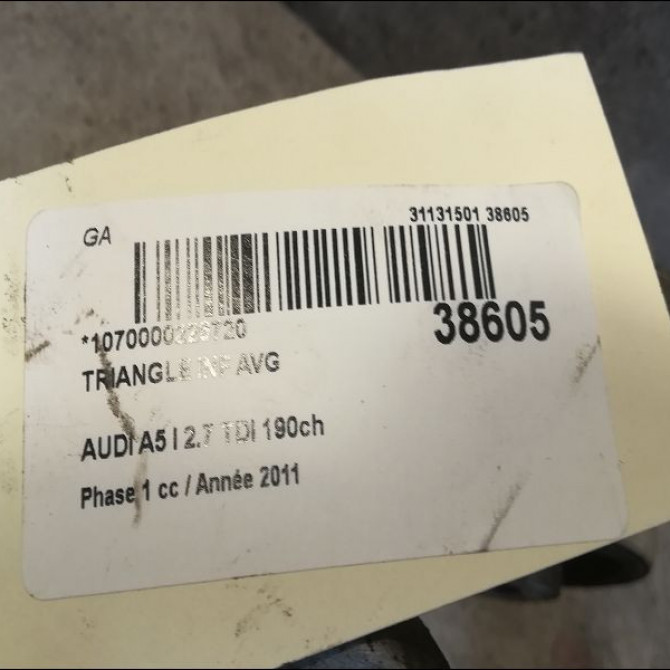 GA
31131501 38605
38605
TRIANGLE INF AVG
AUDI A5 I 2.7 TDI 190ch
Phase 1 cc / Année 2011